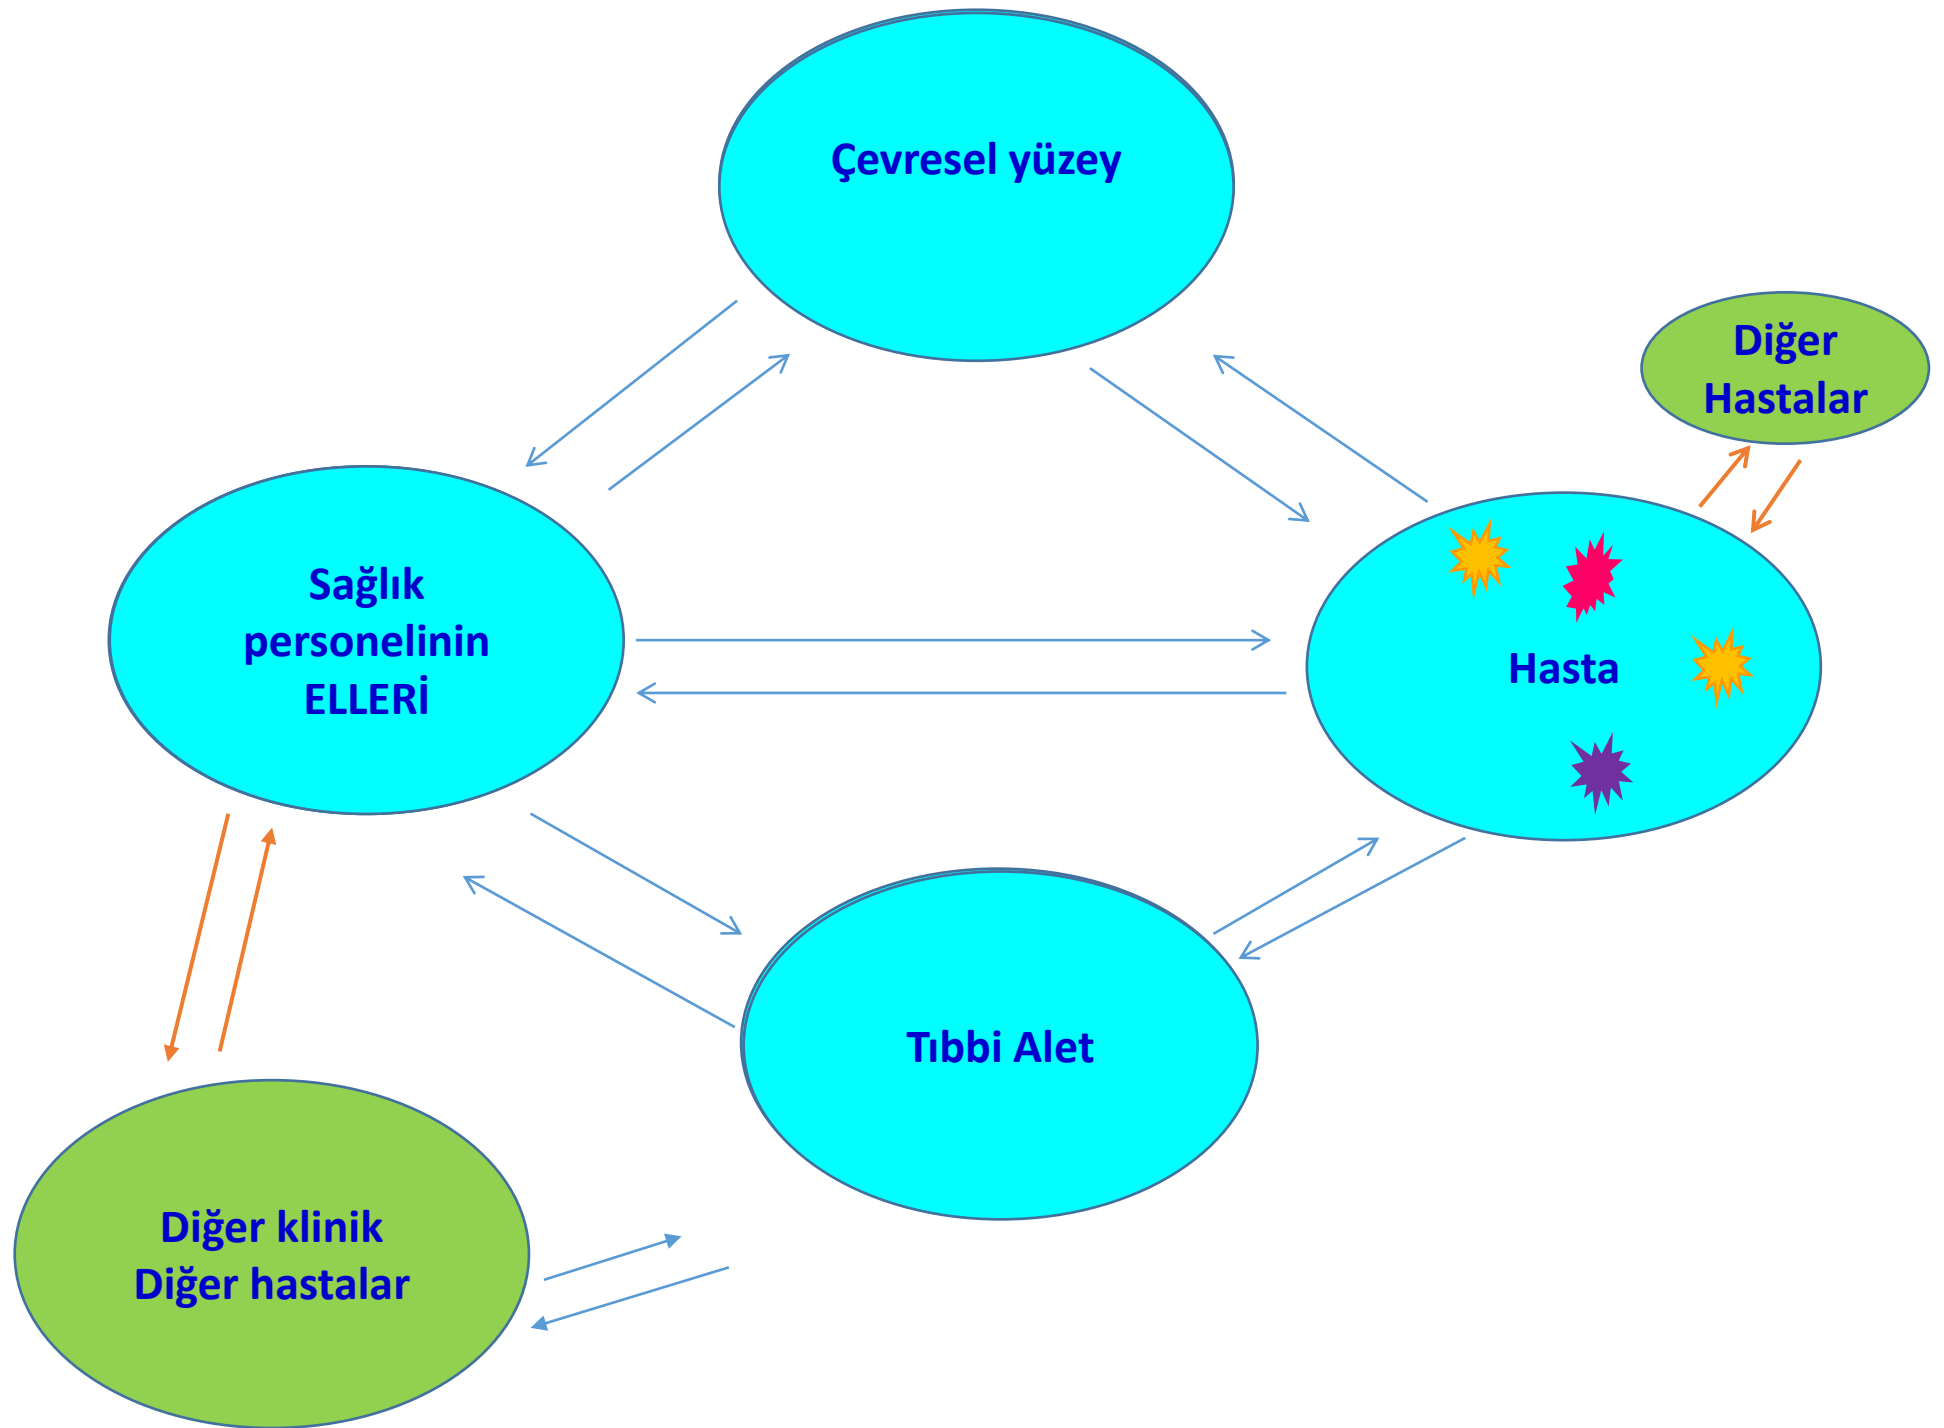 Çevresel yüzey
Diğer
Hastalar
Sağlık
personelinin
ELLERİ
Hasta
Tıbbi Alet
Diğer klinik
Diğer hastalar